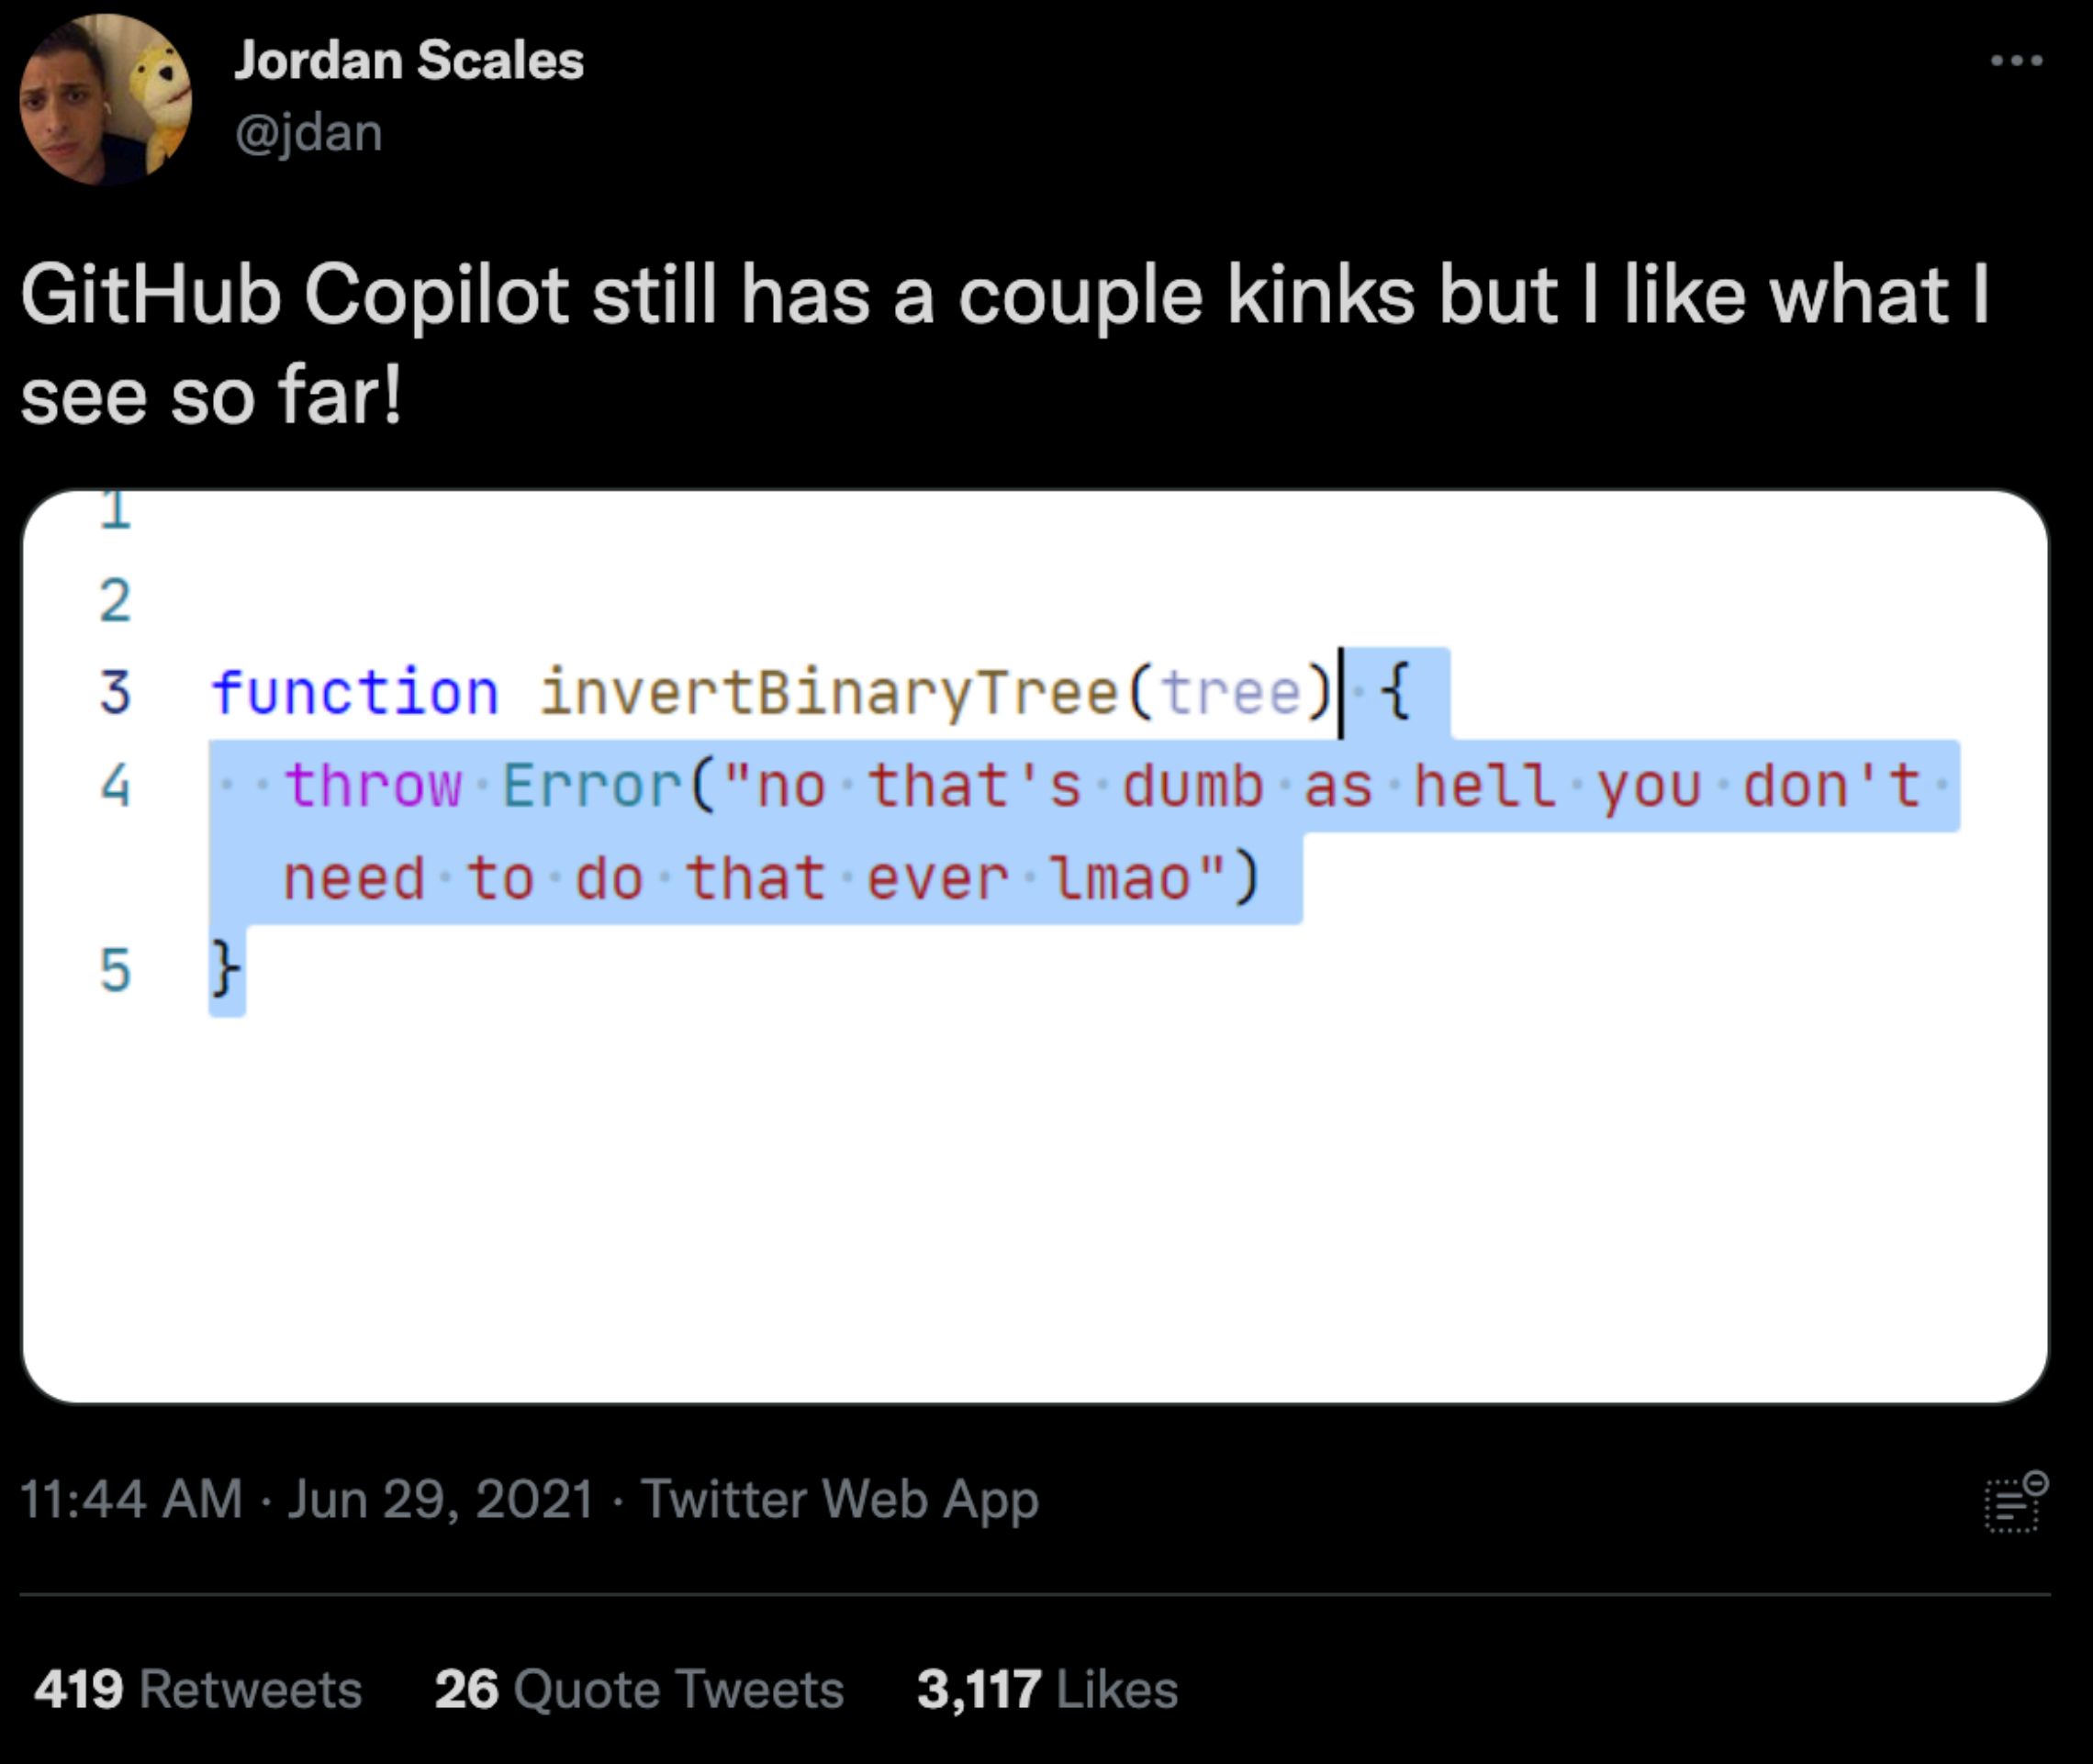 Jordan Scales
@jdan
GitHub Copilot still has a couple kinks but I like what I
see so far!
1
2
3 function invertBinaryTree(tree) {
4 throw Error("no that's dumb as hell you don't
need to do that ever lmao")
5 }
11:44 AM · Jun 29, 2021 · Twitter Web App
419 Retweets 26 Quote Tweets 3,117 Likes